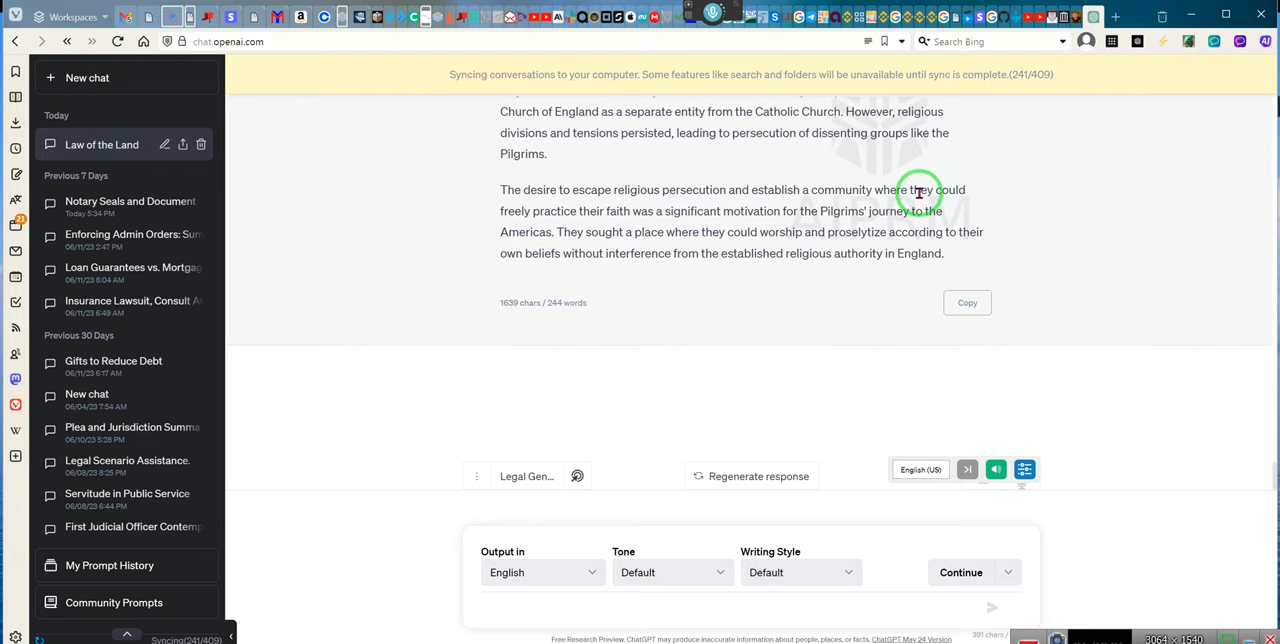 Workspaces
chat.openai.com
Search Bing
New chat
Syncing conversations to your computer. Some features like search and folders will be unavailable until sync is complete.(241/409)
Today
Law of the Land
Previous 7 Days
Notary Seals and Document
Today 5:34 PM
Enforcing Admin Orders: Sum
06/11/23 2:47 PM
Loan Guarantees vs. Mortgag
06/11/23 8:04 AM
Insurance Lawsuit, Consult A
06/11/23 6:49 AM
Previous 30 Days
Gifts to Reduce Debt
06/11/23 6:17 AM
New chat
06/04/23 7:54 AM
Plea and Jurisdiction Summa
06/10/23 5:28 PM
Legal Scenario Assistance.
06/08/23 8:25 PM
Servitude in Public Service
06/08/23 6:44 PM
First Judicial Officer Contemp
My Prompt History
Community Prompts
Syncing(241/409)
21
Church of England as a separate entity from the Catholic Church. However, religious
divisions and tensions persisted, leading to persecution of dissenting groups like the
Pilgrims.
The desire to escape religious persecution and establish a community where they could
freely practice their faith was a significant motivation for the Pilgrims' journey to the
Americas. They sought a place where they could worship and proselytize according to their
own beliefs without interference from the established religious authority in England.
AIPRM
1639 chars / 244 words
Copy
Legal Gen...
Regenerate response
English (US)
Output in
Tone
Writing Style
English
Default
Default
Continue
391 chars /
Free Research Preview. ChatGPT may produce inaccurate information about people, places, or facts. ChatGPT May 24 Version
3064 × 1540